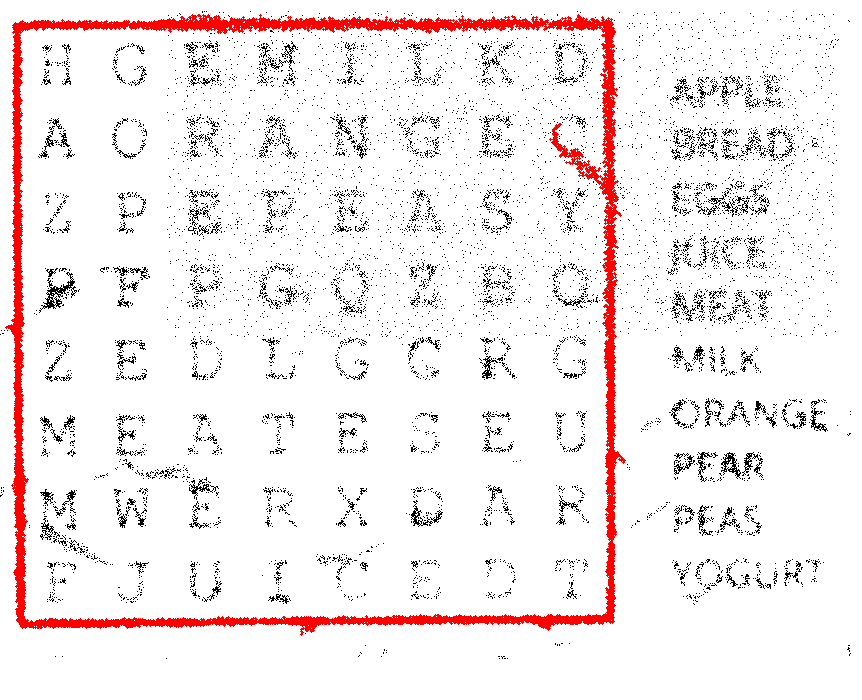 H G E M I L K D
A O R A N G E
Z P E P E A S Y
P F P G Q Z B O
Z E D L G G R G
M E A T E S E U
M W E R X D A R
J U I C E D T
APPLE
BREAD
EGGS
JUICE
MEAT
MILK
ORANGE
PEAR
PEAS
YOGURT